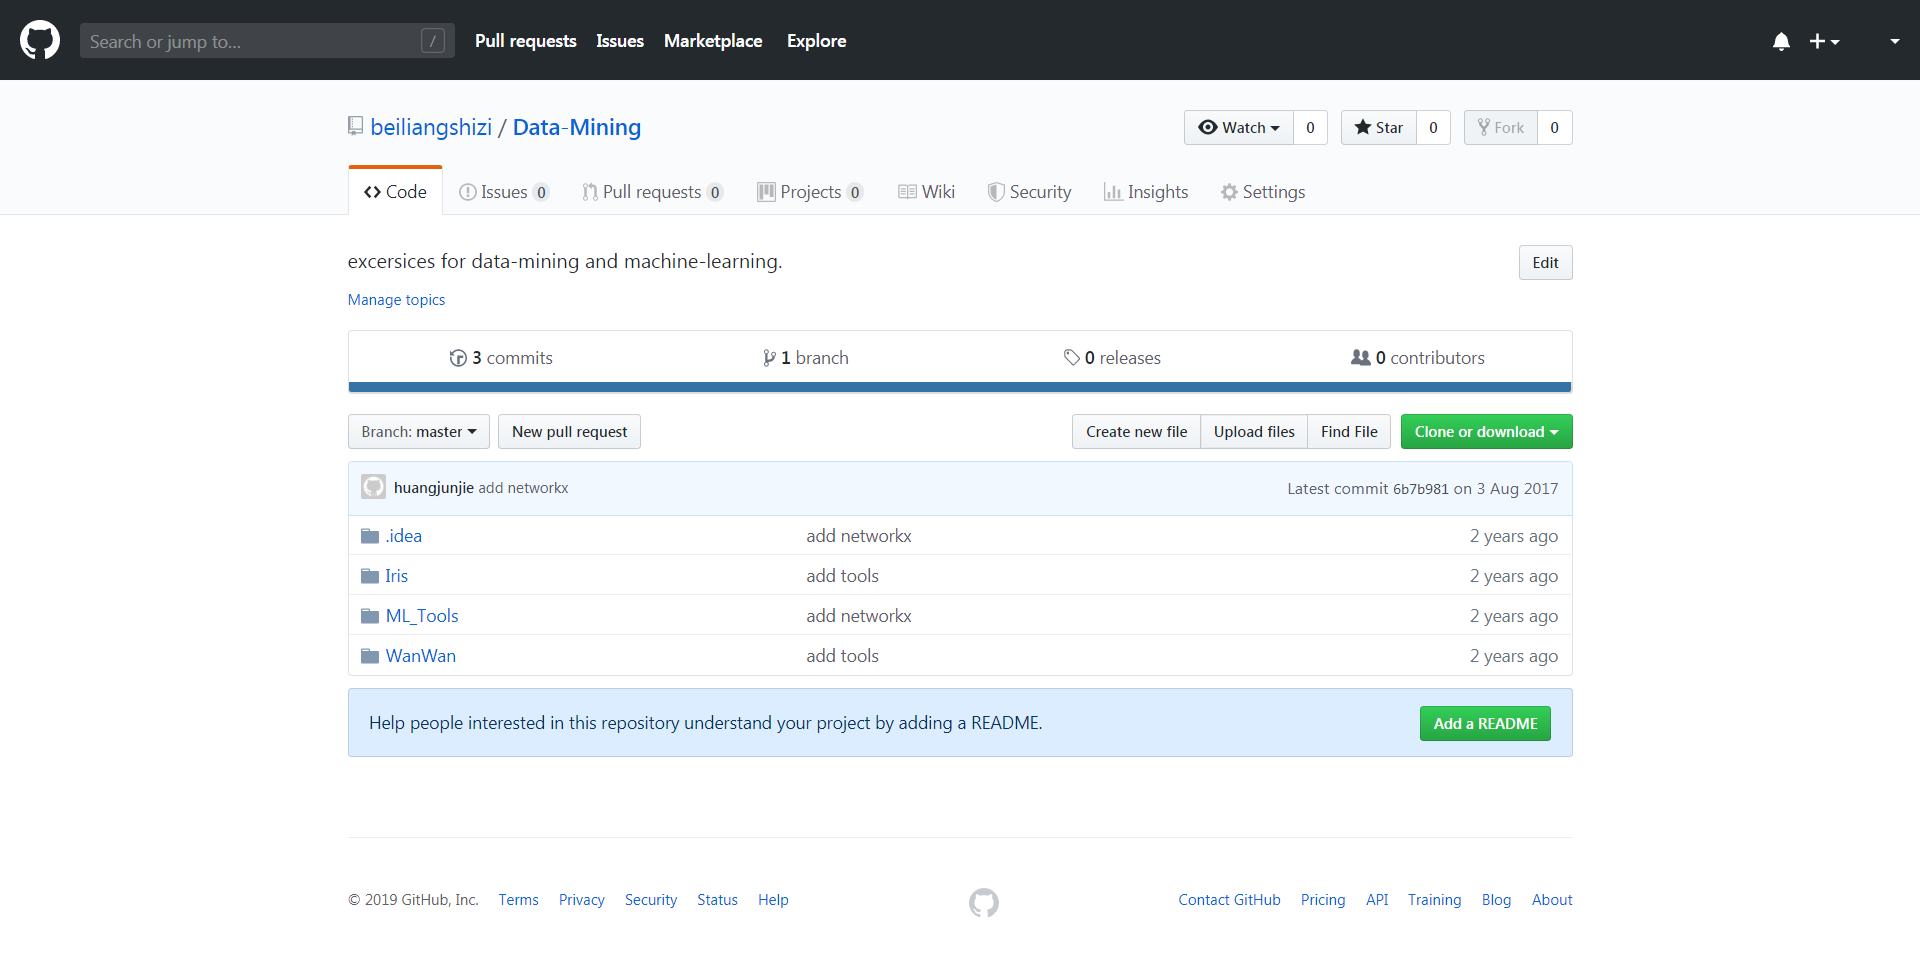 Search or jump to... / Pull requests Issues Marketplace Explore
beiliangshizi / Data-Mining Watch 0 Star 0 Fork 0
Code Issues 0 Pull requests 0 Projects 0 Wiki Security Insights Settings
excersices for data-mining and machine-learning. Edit
Manage topics
3 commits 1 branch 0 releases 0 contributors
Branch: master New pull request Create new file Upload files Find File Clone or download
huangjunjie add networkx Latest commit 6b7b981 on 3 Aug 2017
.idea add networkx 2 years ago
Iris add tools 2 years ago
ML_Tools add networkx 2 years ago
WanWan add tools 2 years ago
Help people interested in this repository understand your project by adding a README. Add a README
© 2019 GitHub, Inc. Terms Privacy Security Status Help Contact GitHub Pricing API Training Blog About